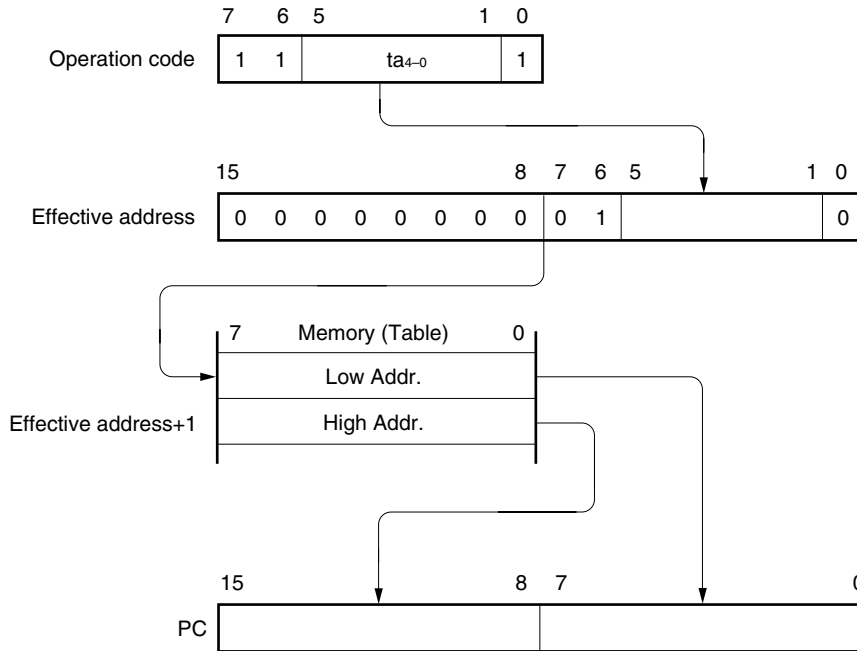 7 6 5 1 0
Operation code 1 1 ta4–0 1
15 8 7 6 5 1 0
Effective address 0 0 0 0 0 0 0 0 0 1 0
7 Memory (Table) 0
Low Addr.
Effective address+1 High Addr.
15 8 7 0
PC